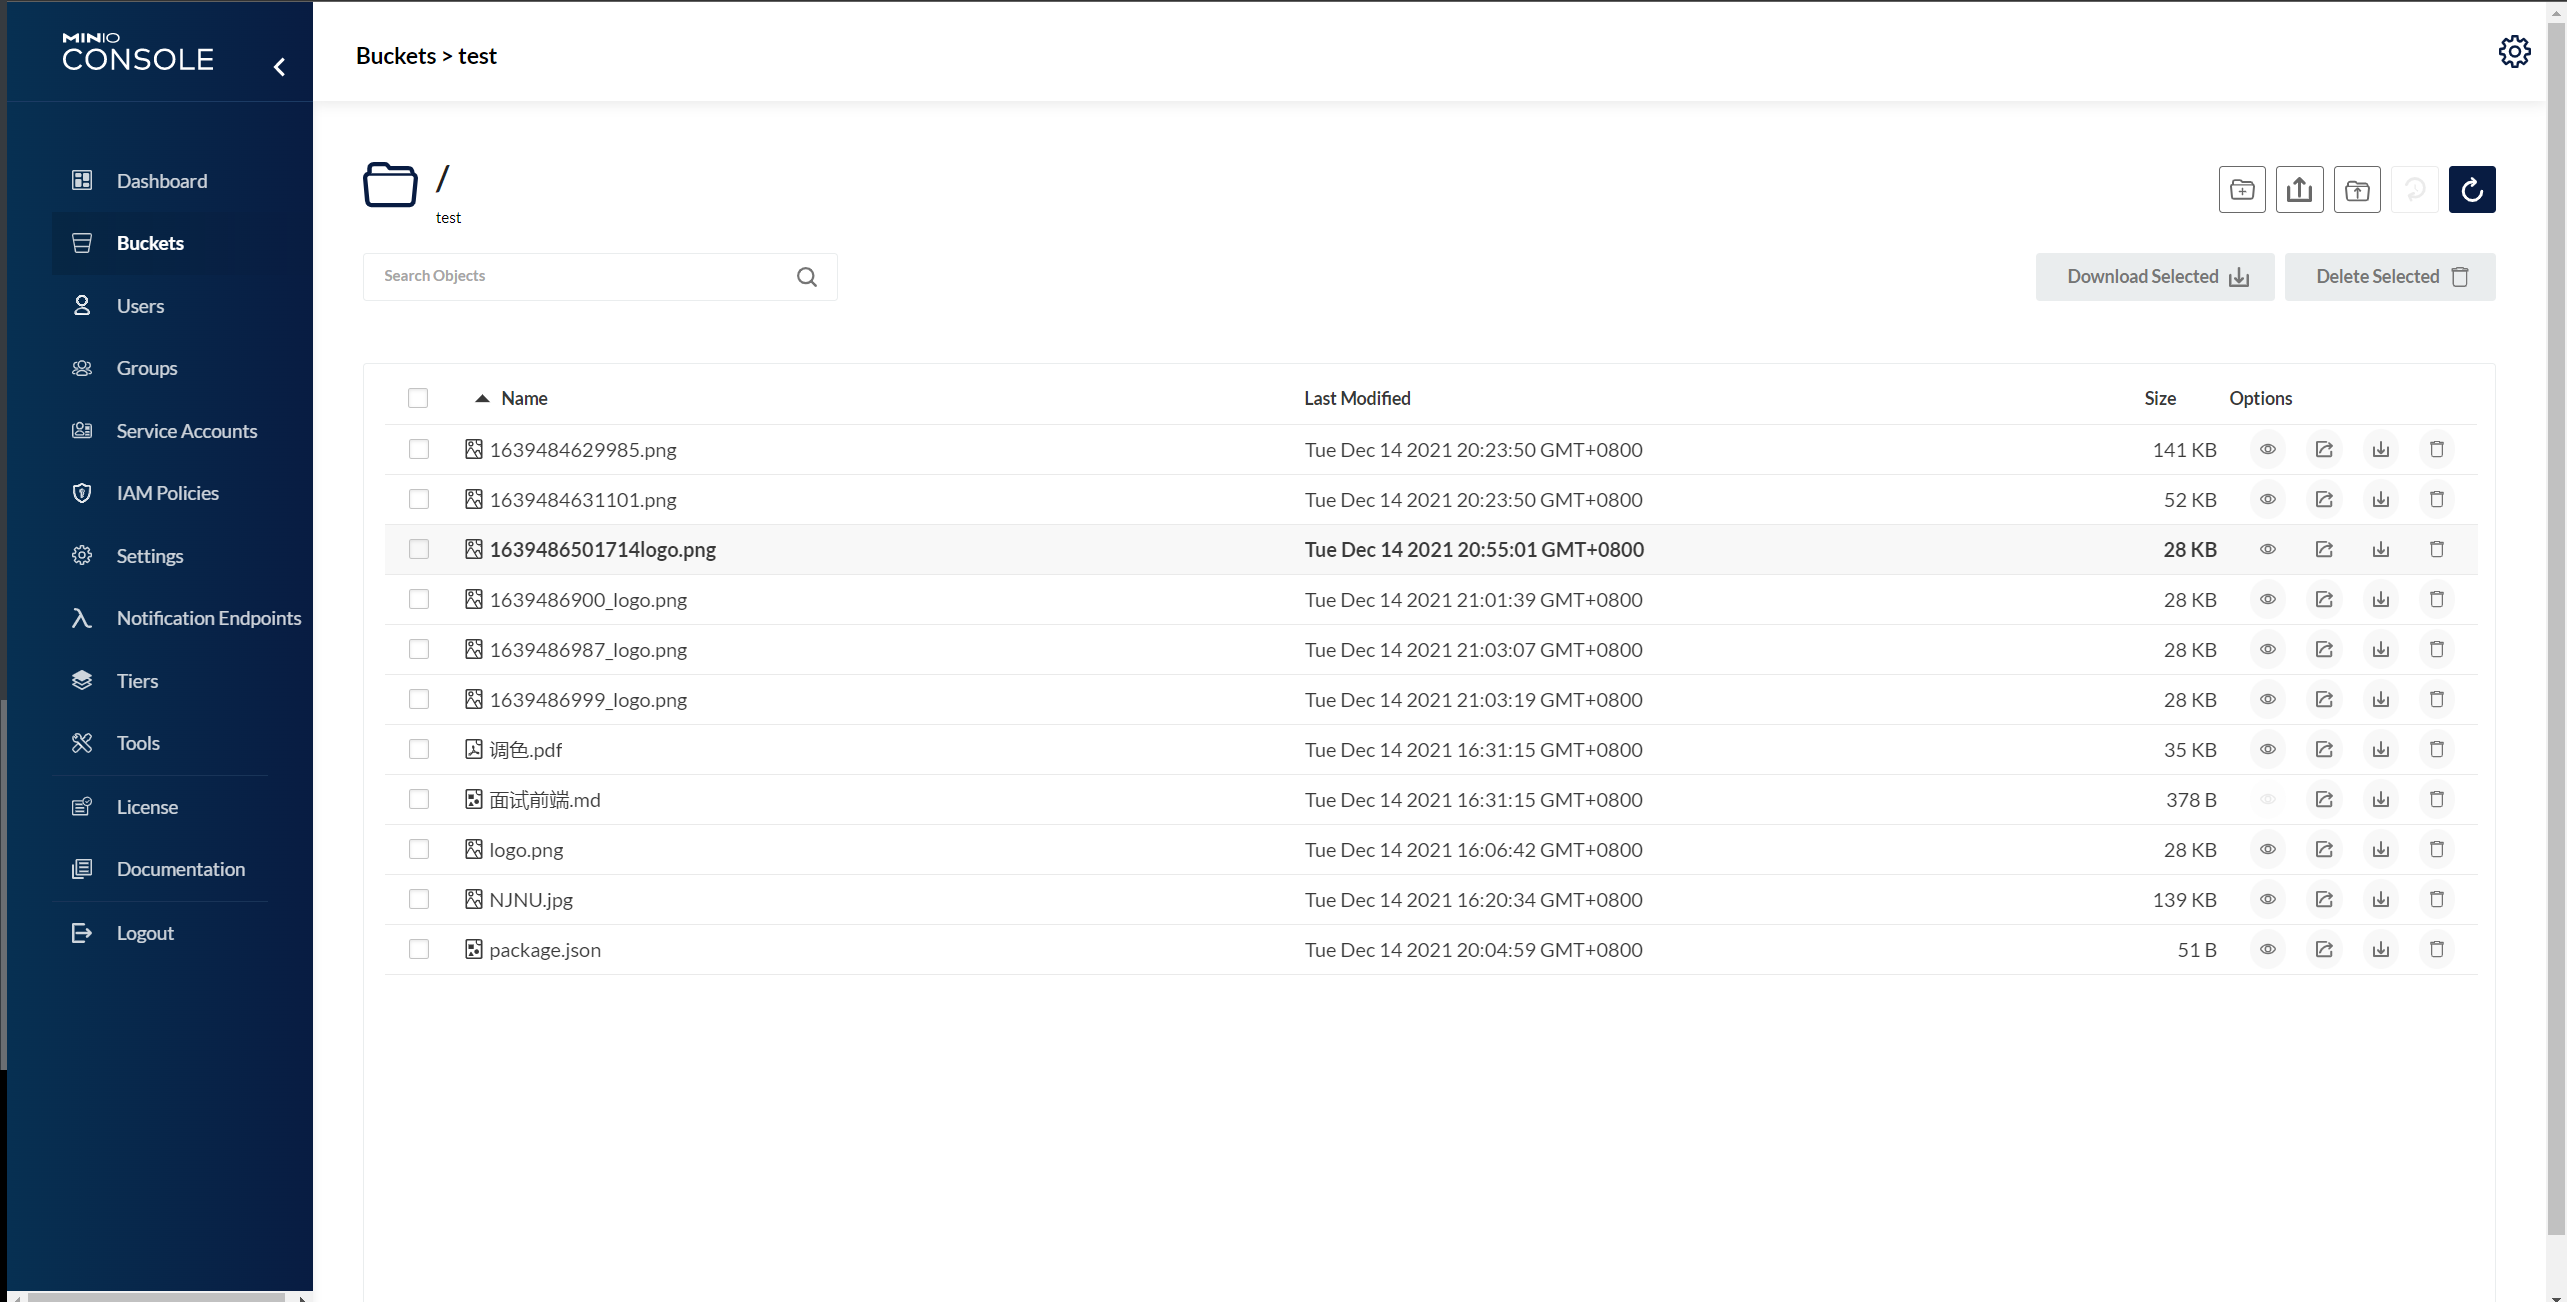 MINIO
CONSOLE
Buckets > test
Dashboard
Buckets
Users
Groups
Service Accounts
IAM Policies
Settings
Notification Endpoints
Tiers
Tools
License
Documentation
Logout
/
test
Search Objects
Download Selected
Delete Selected
Name Last Modified Size Options
1639484629985.png Tue Dec 14 2021 20:23:50 GMT+0800 141 KB
1639484631101.png Tue Dec 14 2021 20:23:50 GMT+0800 52 KB
1639486501714logo.png Tue Dec 14 2021 20:55:01 GMT+0800 28 KB
1639486900_logo.png Tue Dec 14 2021 21:01:39 GMT+0800 28 KB
1639486987_logo.png Tue Dec 14 2021 21:03:07 GMT+0800 28 KB
1639486999_logo.png Tue Dec 14 2021 21:03:19 GMT+0800 28 KB
调色.pdf Tue Dec 14 2021 16:31:15 GMT+0800 35 KB
面试前端.md Tue Dec 14 2021 16:31:15 GMT+0800 378 B
logo.png Tue Dec 14 2021 16:06:42 GMT+0800 28 KB
NJNU.jpg Tue Dec 14 2021 16:20:34 GMT+0800 139 KB
package.json Tue Dec 14 2021 20:04:59 GMT+0800 51 B